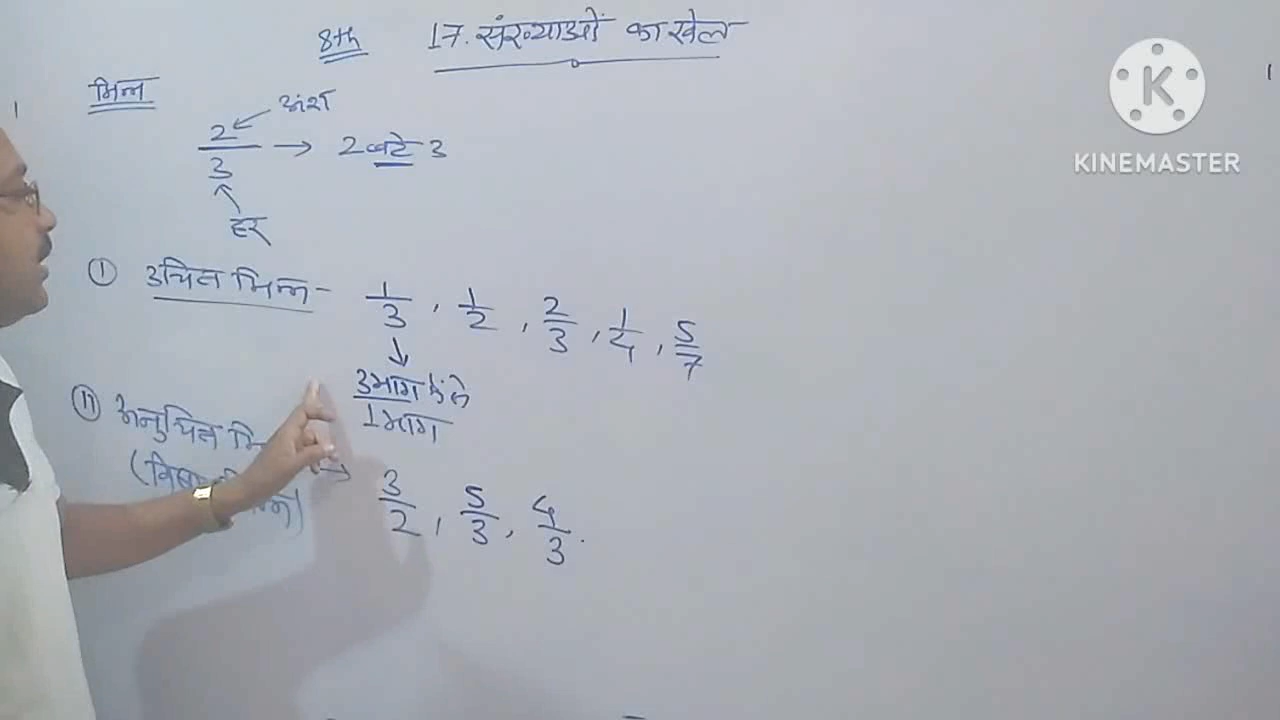 8th 17. संख्याओं का खेल
भिन्न
2 ← अंश
3
→ 2 बटे 3
हर
① उचित भिन्न - 1/3, 1/2, 2/3, 1/4, 5/7
3 भाग में से
1 भाग
⑪ अनुचित
→ 3/2, 5/3, 4/3.
KINEMASTER